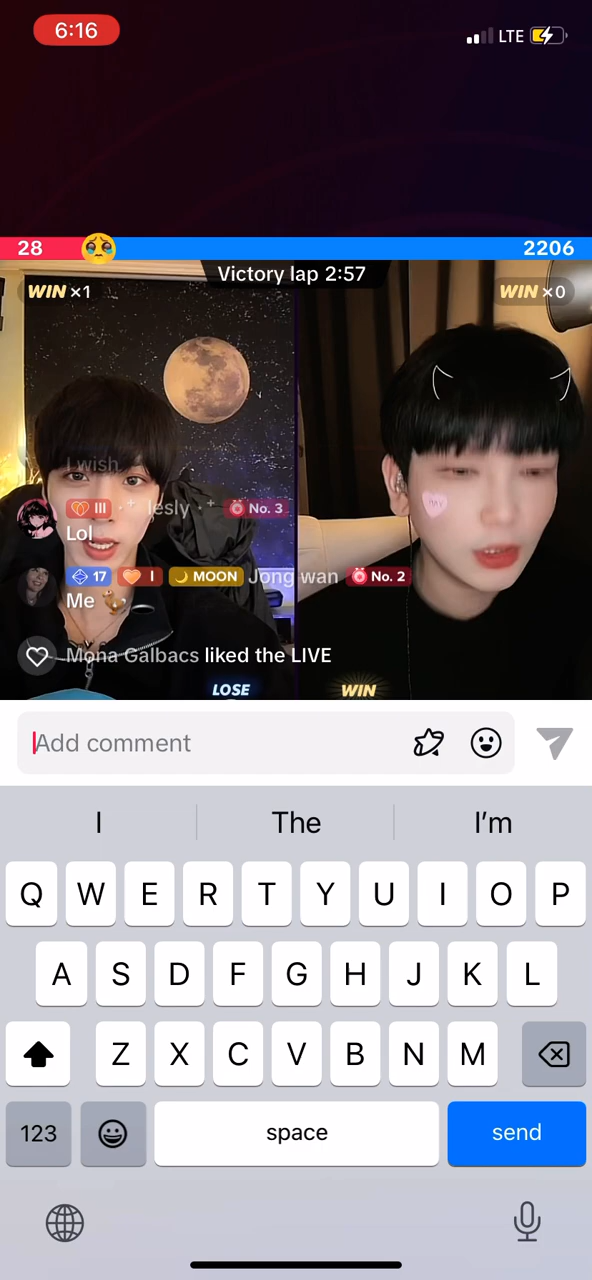 6:16
LTE
28
2206
Victory lap 2:57
WIN ×1
WIN ×0
I wish
III lesly No. 3
Lol
17 I MOON Jong wan No. 2
Me
Mona Galbacs liked the LIVE
LOSE
WIN
Add comment
I The I'm
Q W E R T Y U I O P
A S D F G H J K L
Z X C V B N M
123 space send